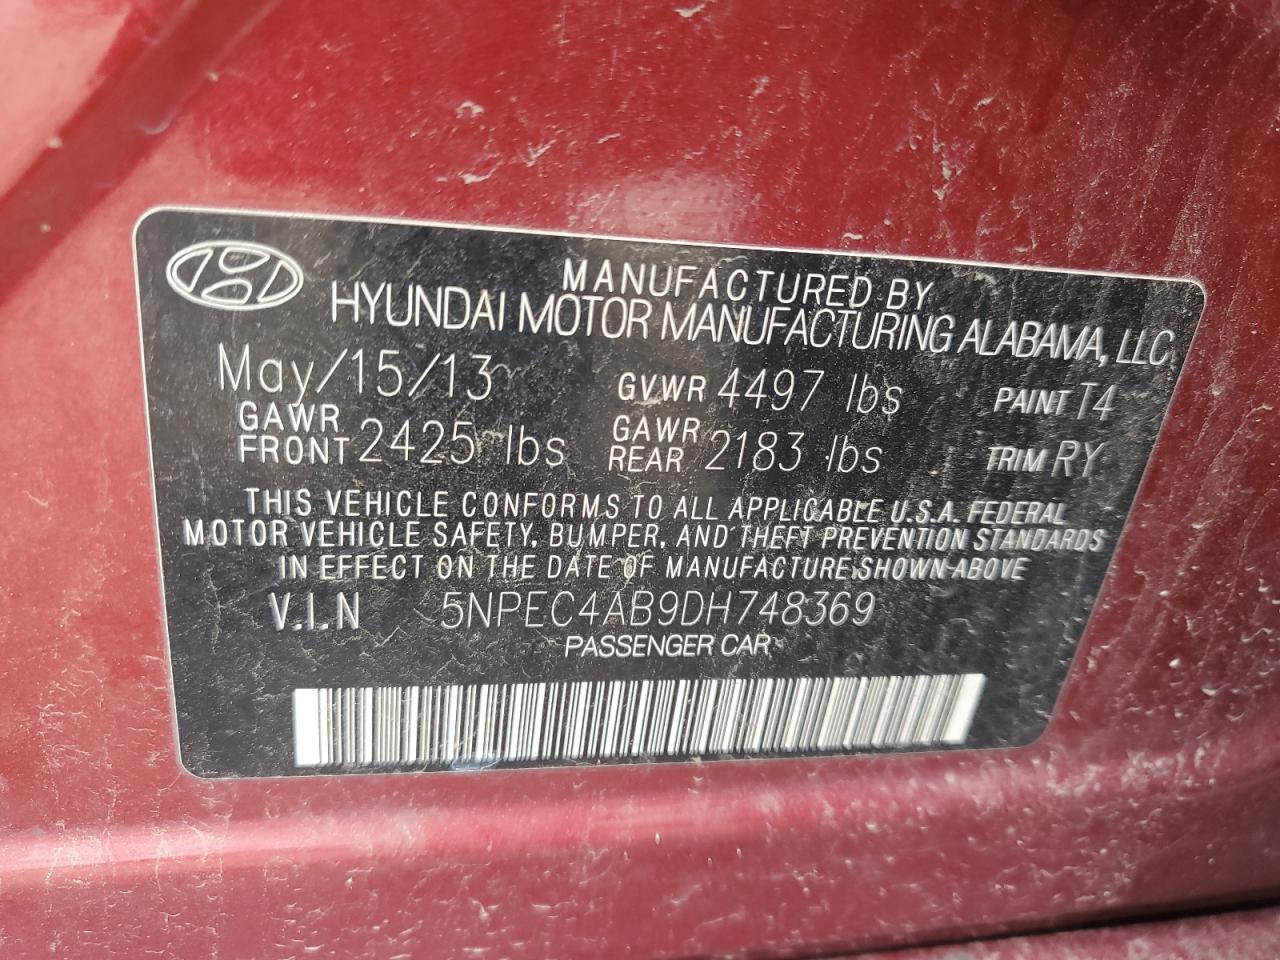 MANUFACTURED BY
HYUNDAI MOTOR MANUFACTURING ALABAMA, LLC
May/15/13 GVWR 4497 lbs PAINT T4
GAWR FRONT 2425 lbs GAWR REAR 2183 lbs TRIM RY
THIS VEHICLE CONFORMS TO ALL APPLICABLE U.S.A. FEDERAL
MOTOR VEHICLE SAFETY, BUMPER, AND THEFT PREVENTION STANDARDS
IN EFFECT ON THE DATE OF MANUFACTURE SHOWN ABOVE
V.I.N 5NPEC4AB9DH748369
PASSENGER CAR